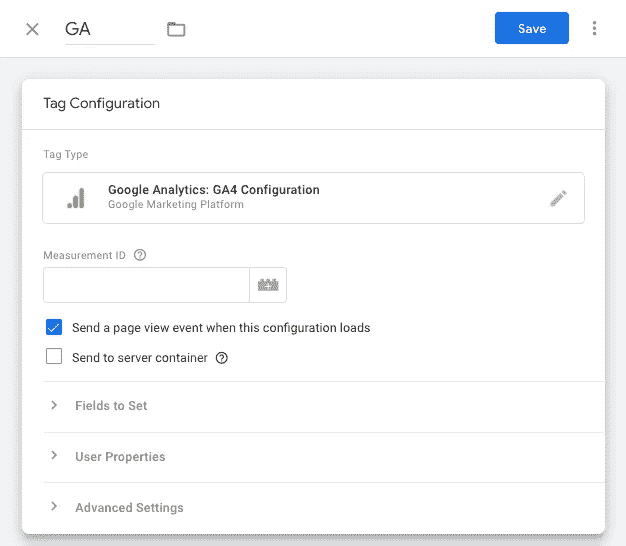 GA
Save
Tag Configuration
Tag Type
Google Analytics: GA4 Configuration
Google Marketing Platform
Measurement ID
Send a page view event when this configuration loads
Send to server container
Fields to Set
User Properties
Advanced Settings